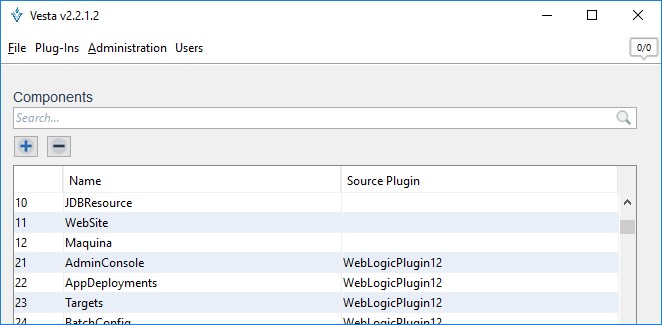 Vesta v2.2.1.2
File Plug-Ins Administration Users 0/0
Components
Search...
Name Source Plugin
10 JDBResource
11 WebSite
12 Maquina
21 AdminConsole WebLogicPlugin12
22 AppDeployments WebLogicPlugin12
23 Targets WebLogicPlugin12
24 BatchConfig WebLogicPlugin12